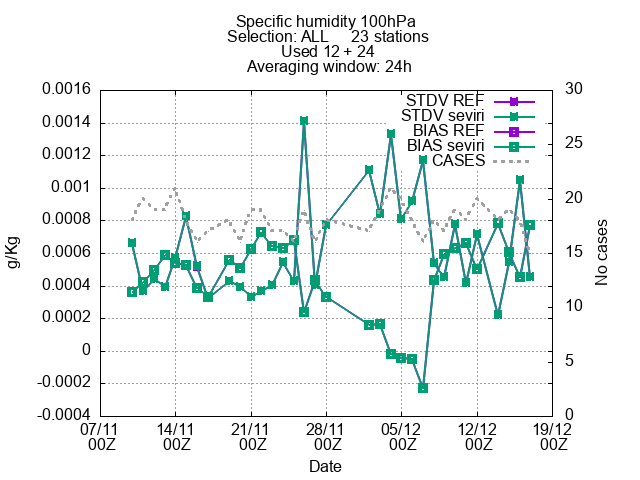 Specific humidity 100hPa
Selection: ALL 23 stations
Used 12 + 24
Averaging window: 24h
STDV REF
STDV seviri
BIAS REF
BIAS seviri
CASES
0.0016
0.0014
0.0012
0.001
0.0008
0.0006
0.0004
0.0002
0
-0.0002
-0.0004
g/Kg
30
25
20
15
10
5
0
No cases
07/11 14/11 21/11 28/11 05/12 12/12 19/12
00Z 00Z 00Z 00Z 00Z 00Z 00Z
Date